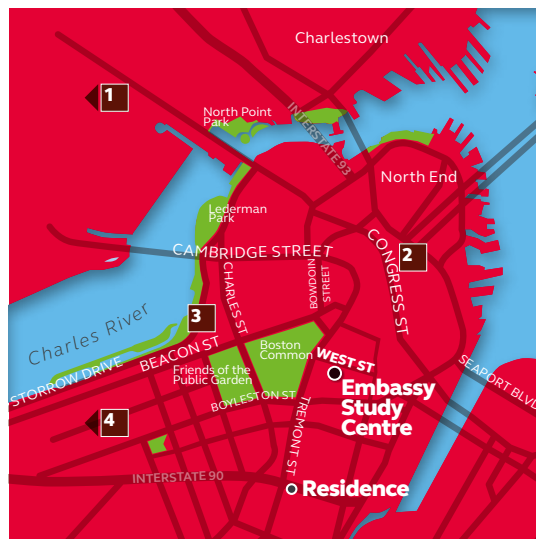 Charlestown
1
North Point
Park
INTERSTATE 93
North End
Lederman
Park
CAMBRIDGE STREET
CONGRESS ST
2
BOWDOIN
STREET
CHARLES ST
3
Charles River
BEACON ST
STORROW DRIVE
Boston
Common
WEST ST
Friends of the
Public Garden
SEAPORT BLVD
Embassy
Study
Centre
BOYLESTON ST
TREMONT ST
4
INTERSTATE 90
Residence